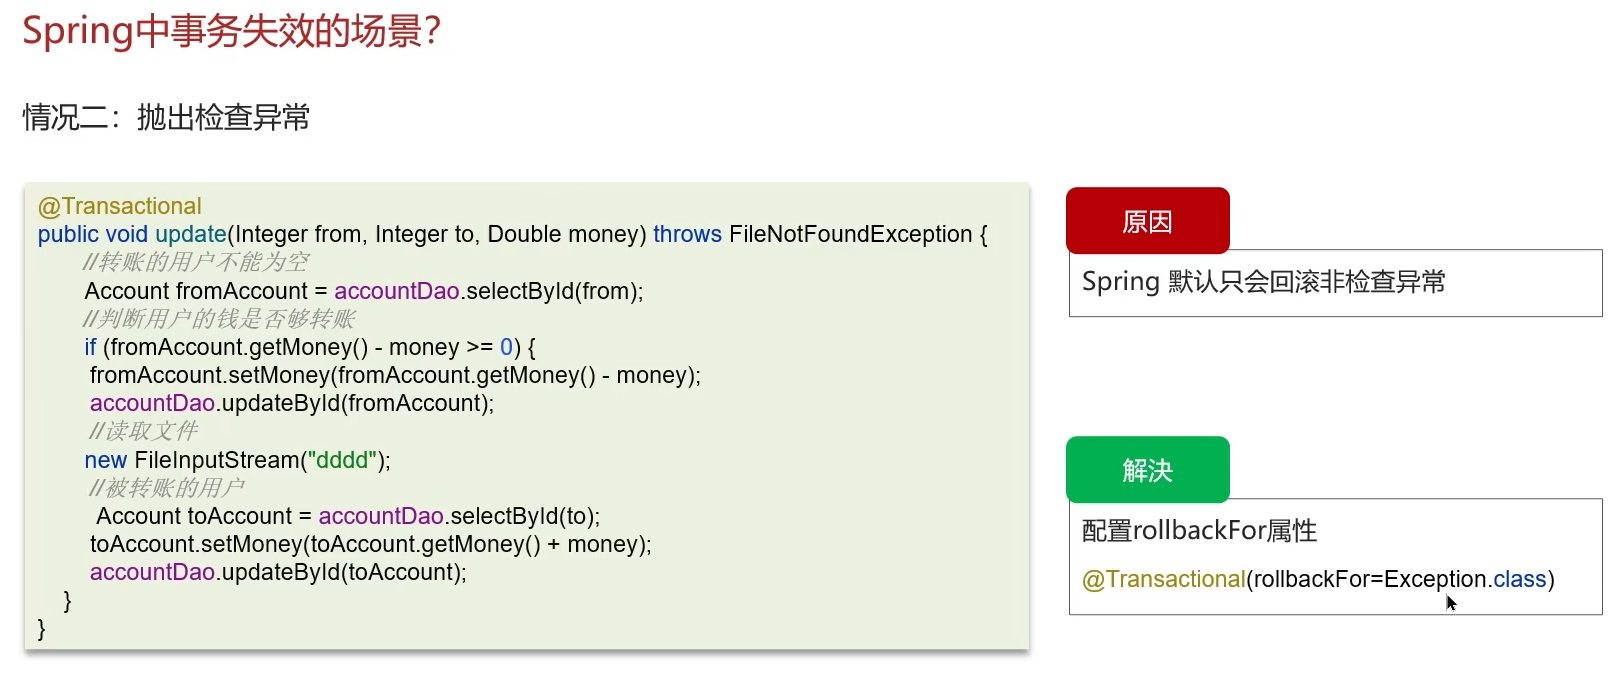 Spring中事务失效的场景？
情况二：抛出检查异常
@Transactional
public void update(Integer from, Integer to, Double money) throws FileNotFoundException {
//转账的用户不能为空
Account fromAccount = accountDao.selectById(from);
//判断用户的钱是否够转账
if (fromAccount.getMoney() - money >= 0) {
fromAccount.setMoney(fromAccount.getMoney() - money);
accountDao.updateById(fromAccount);
//读取文件
new FileInputStream("dddd");
//被转账的用户
Account toAccount = accountDao.selectById(to);
toAccount.setMoney(toAccount.getMoney() + money);
accountDao.updateById(toAccount);
}
}
原因
Spring 默认只会回滚非检查异常
解决
配置rollbackFor属性
@Transactional(rollbackFor=Exception.class)